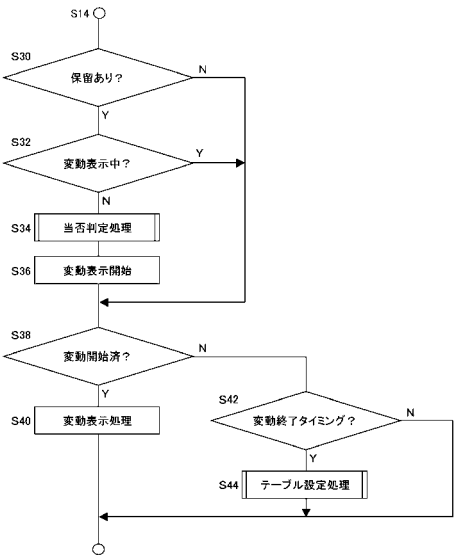 S14
S30
保留あり？
N
Y
S32
変動表示中？
Y
N
S34
当否判定処理
S36
変動表示開始
S38
変動開始済？
N
Y
S40
変動表示処理
S42
変動終了タイミング？
N
Y
S44
テーブル設定処理